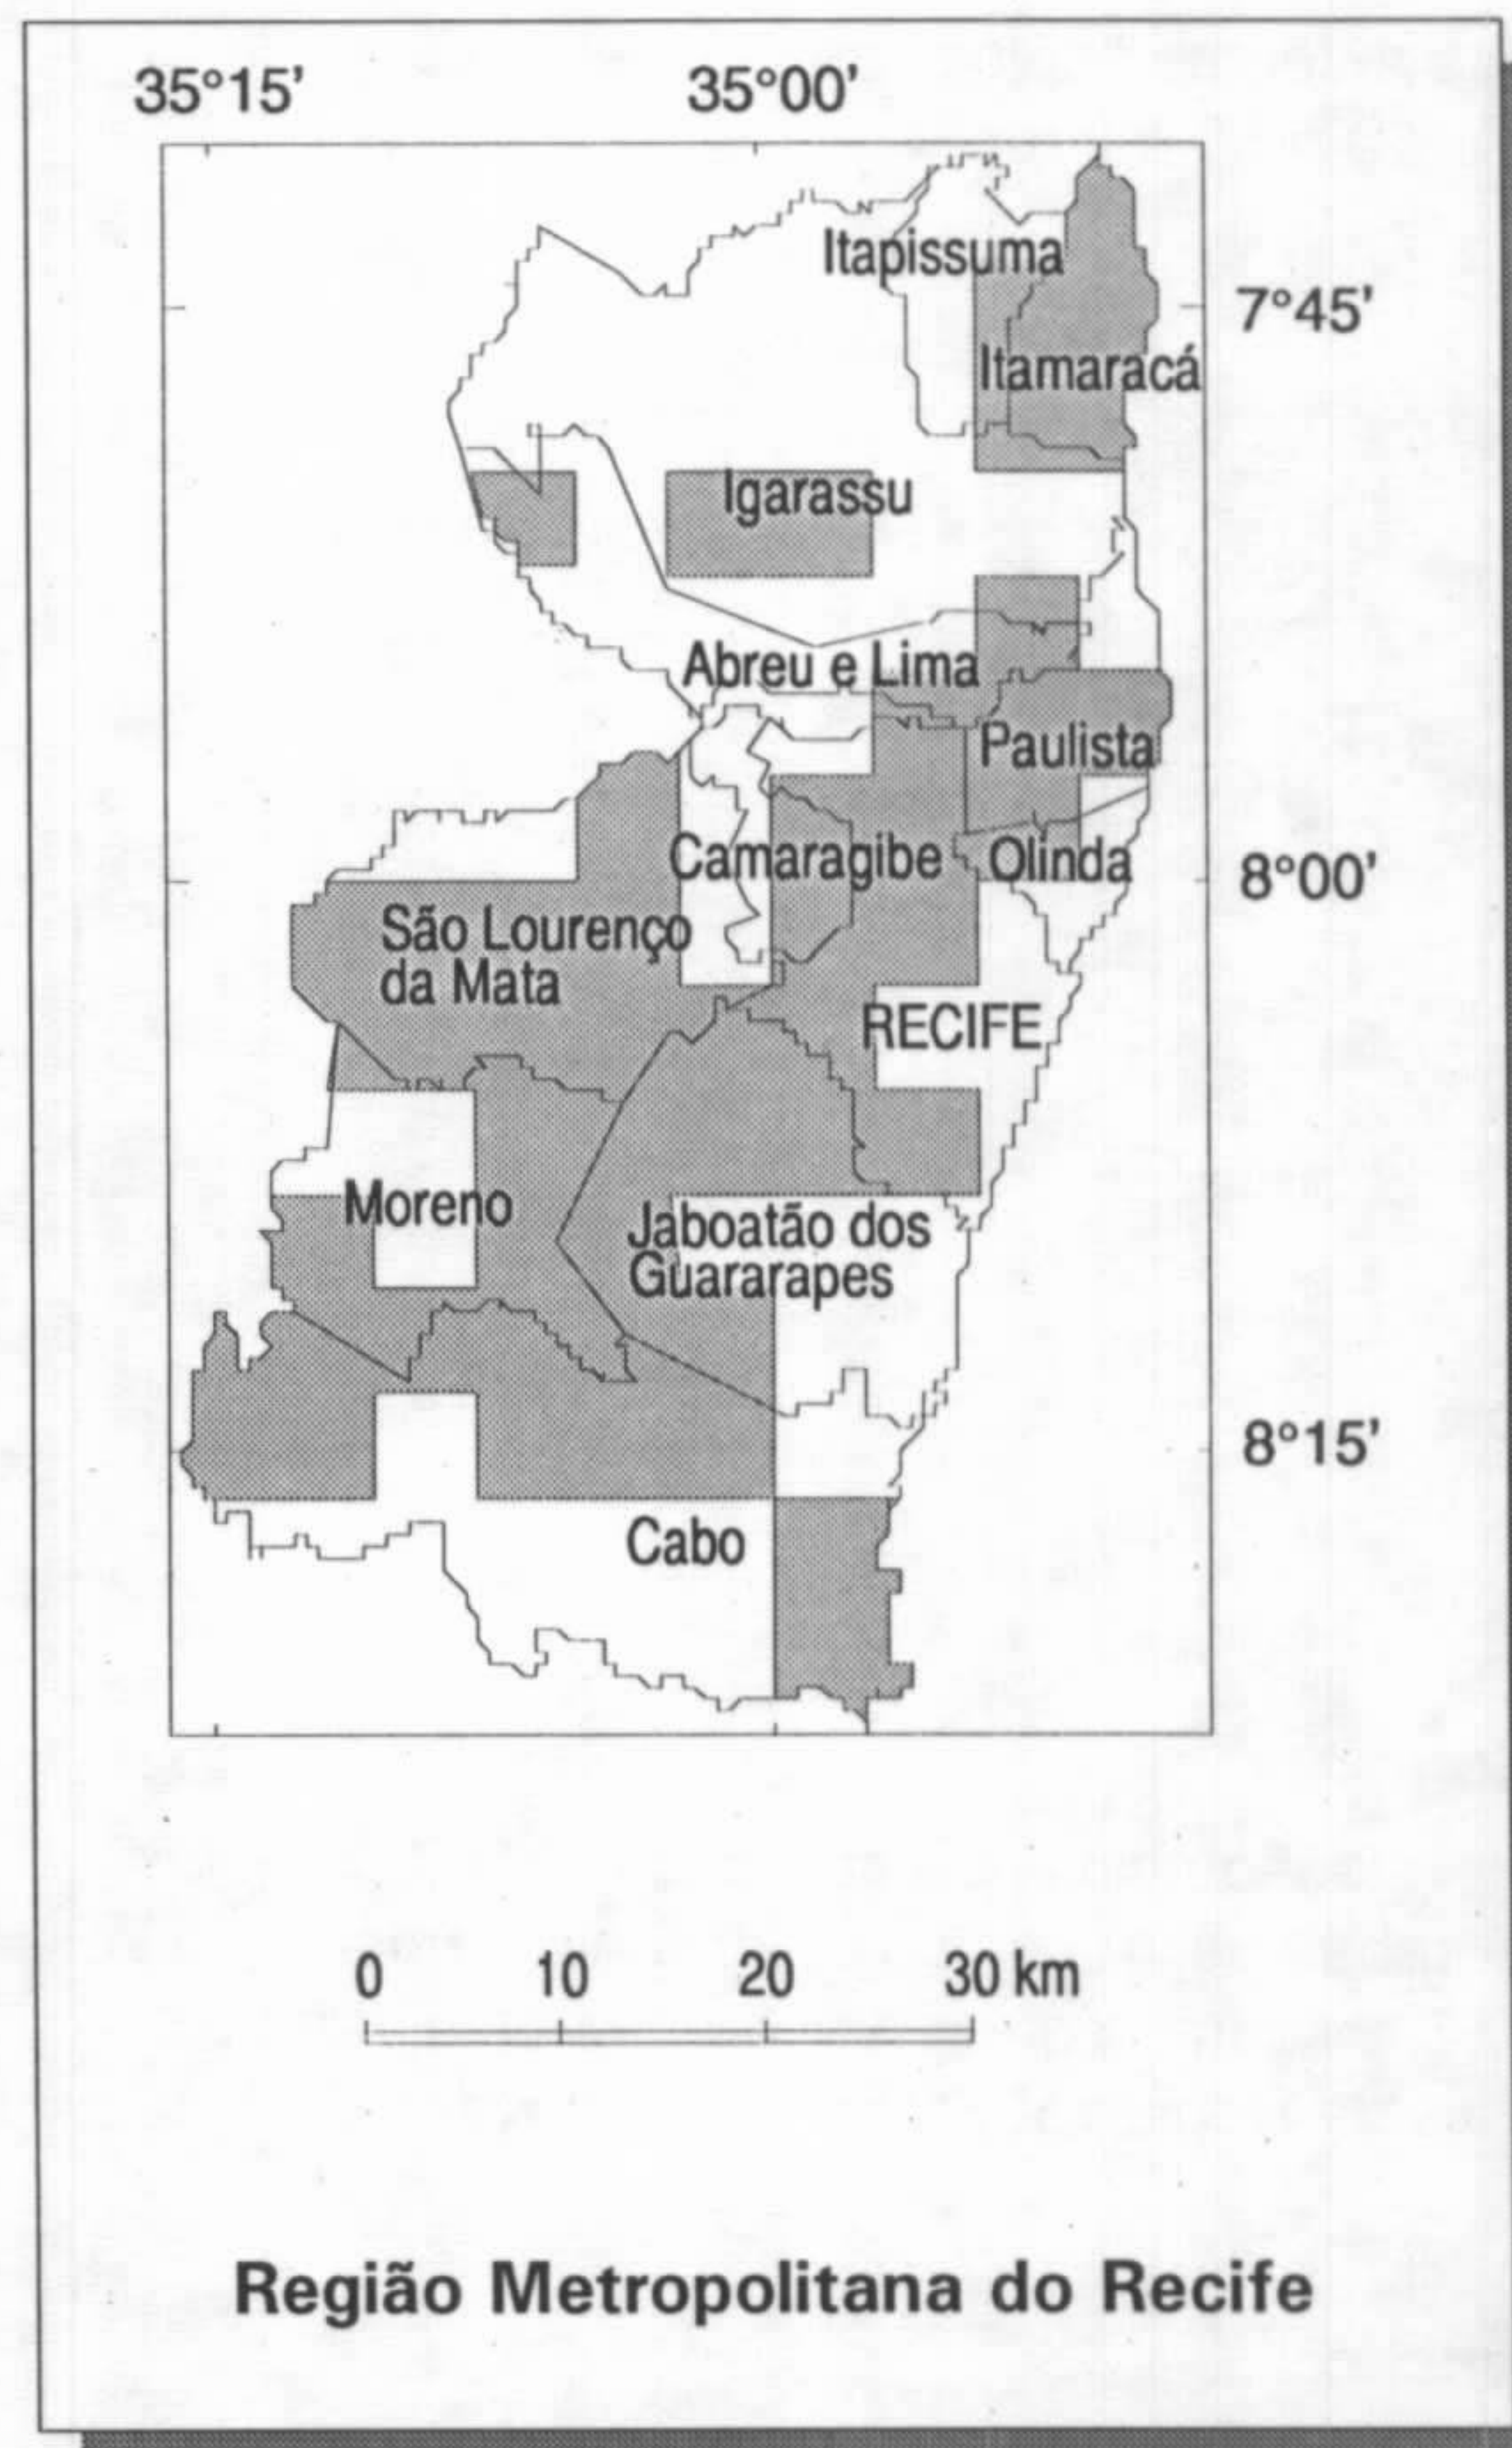 35°15' 35°00'
Itapissuma
7°45'
Itamaracá
Igarassu
Abreu e Lima
Paulista
Camaragibe
Olinda
8°00'
São Lourenço
da Mata
RECIFE
Moreno
Jaboatão dos
Guararapes
8°15'
Cabo
0 10 20 30 km
Região Metropolitana do Recife